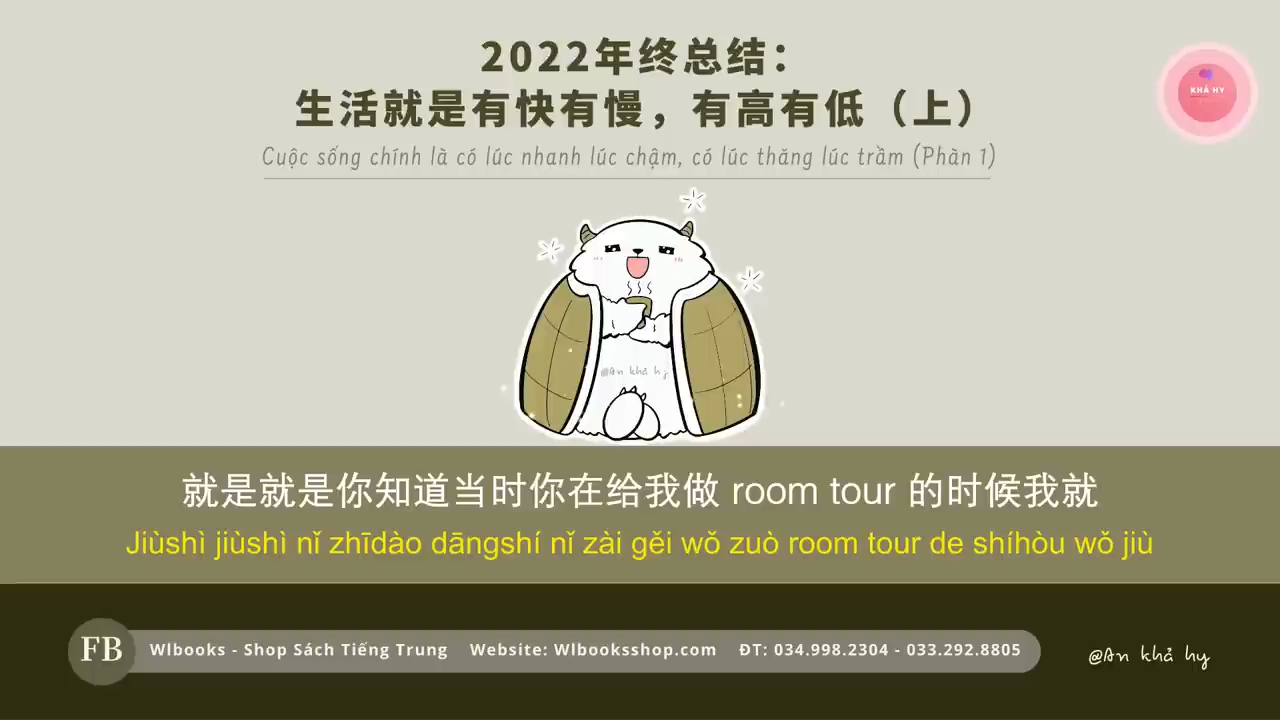 2022年终总结：
生活就是有快有慢，有高有低（上）
Cuộc sống chính là có lúc nhanh lúc chậm, có lúc thăng lúc trầm (Phần 1)
KHẢ HY
@An khả hy
就是就是你知道当时你在给我做 room tour 的时候我就
Jiùshì jiùshì nǐ zhīdào dāngshí nǐ zài gěi wǒ zuò room tour de shíhòu wǒ jiù
FB
Wlbooks - Shop Sách Tiếng Trung Website: Wlbooksshop.com ĐT: 034.998.2304 - 033.292.8805
@An khả hy